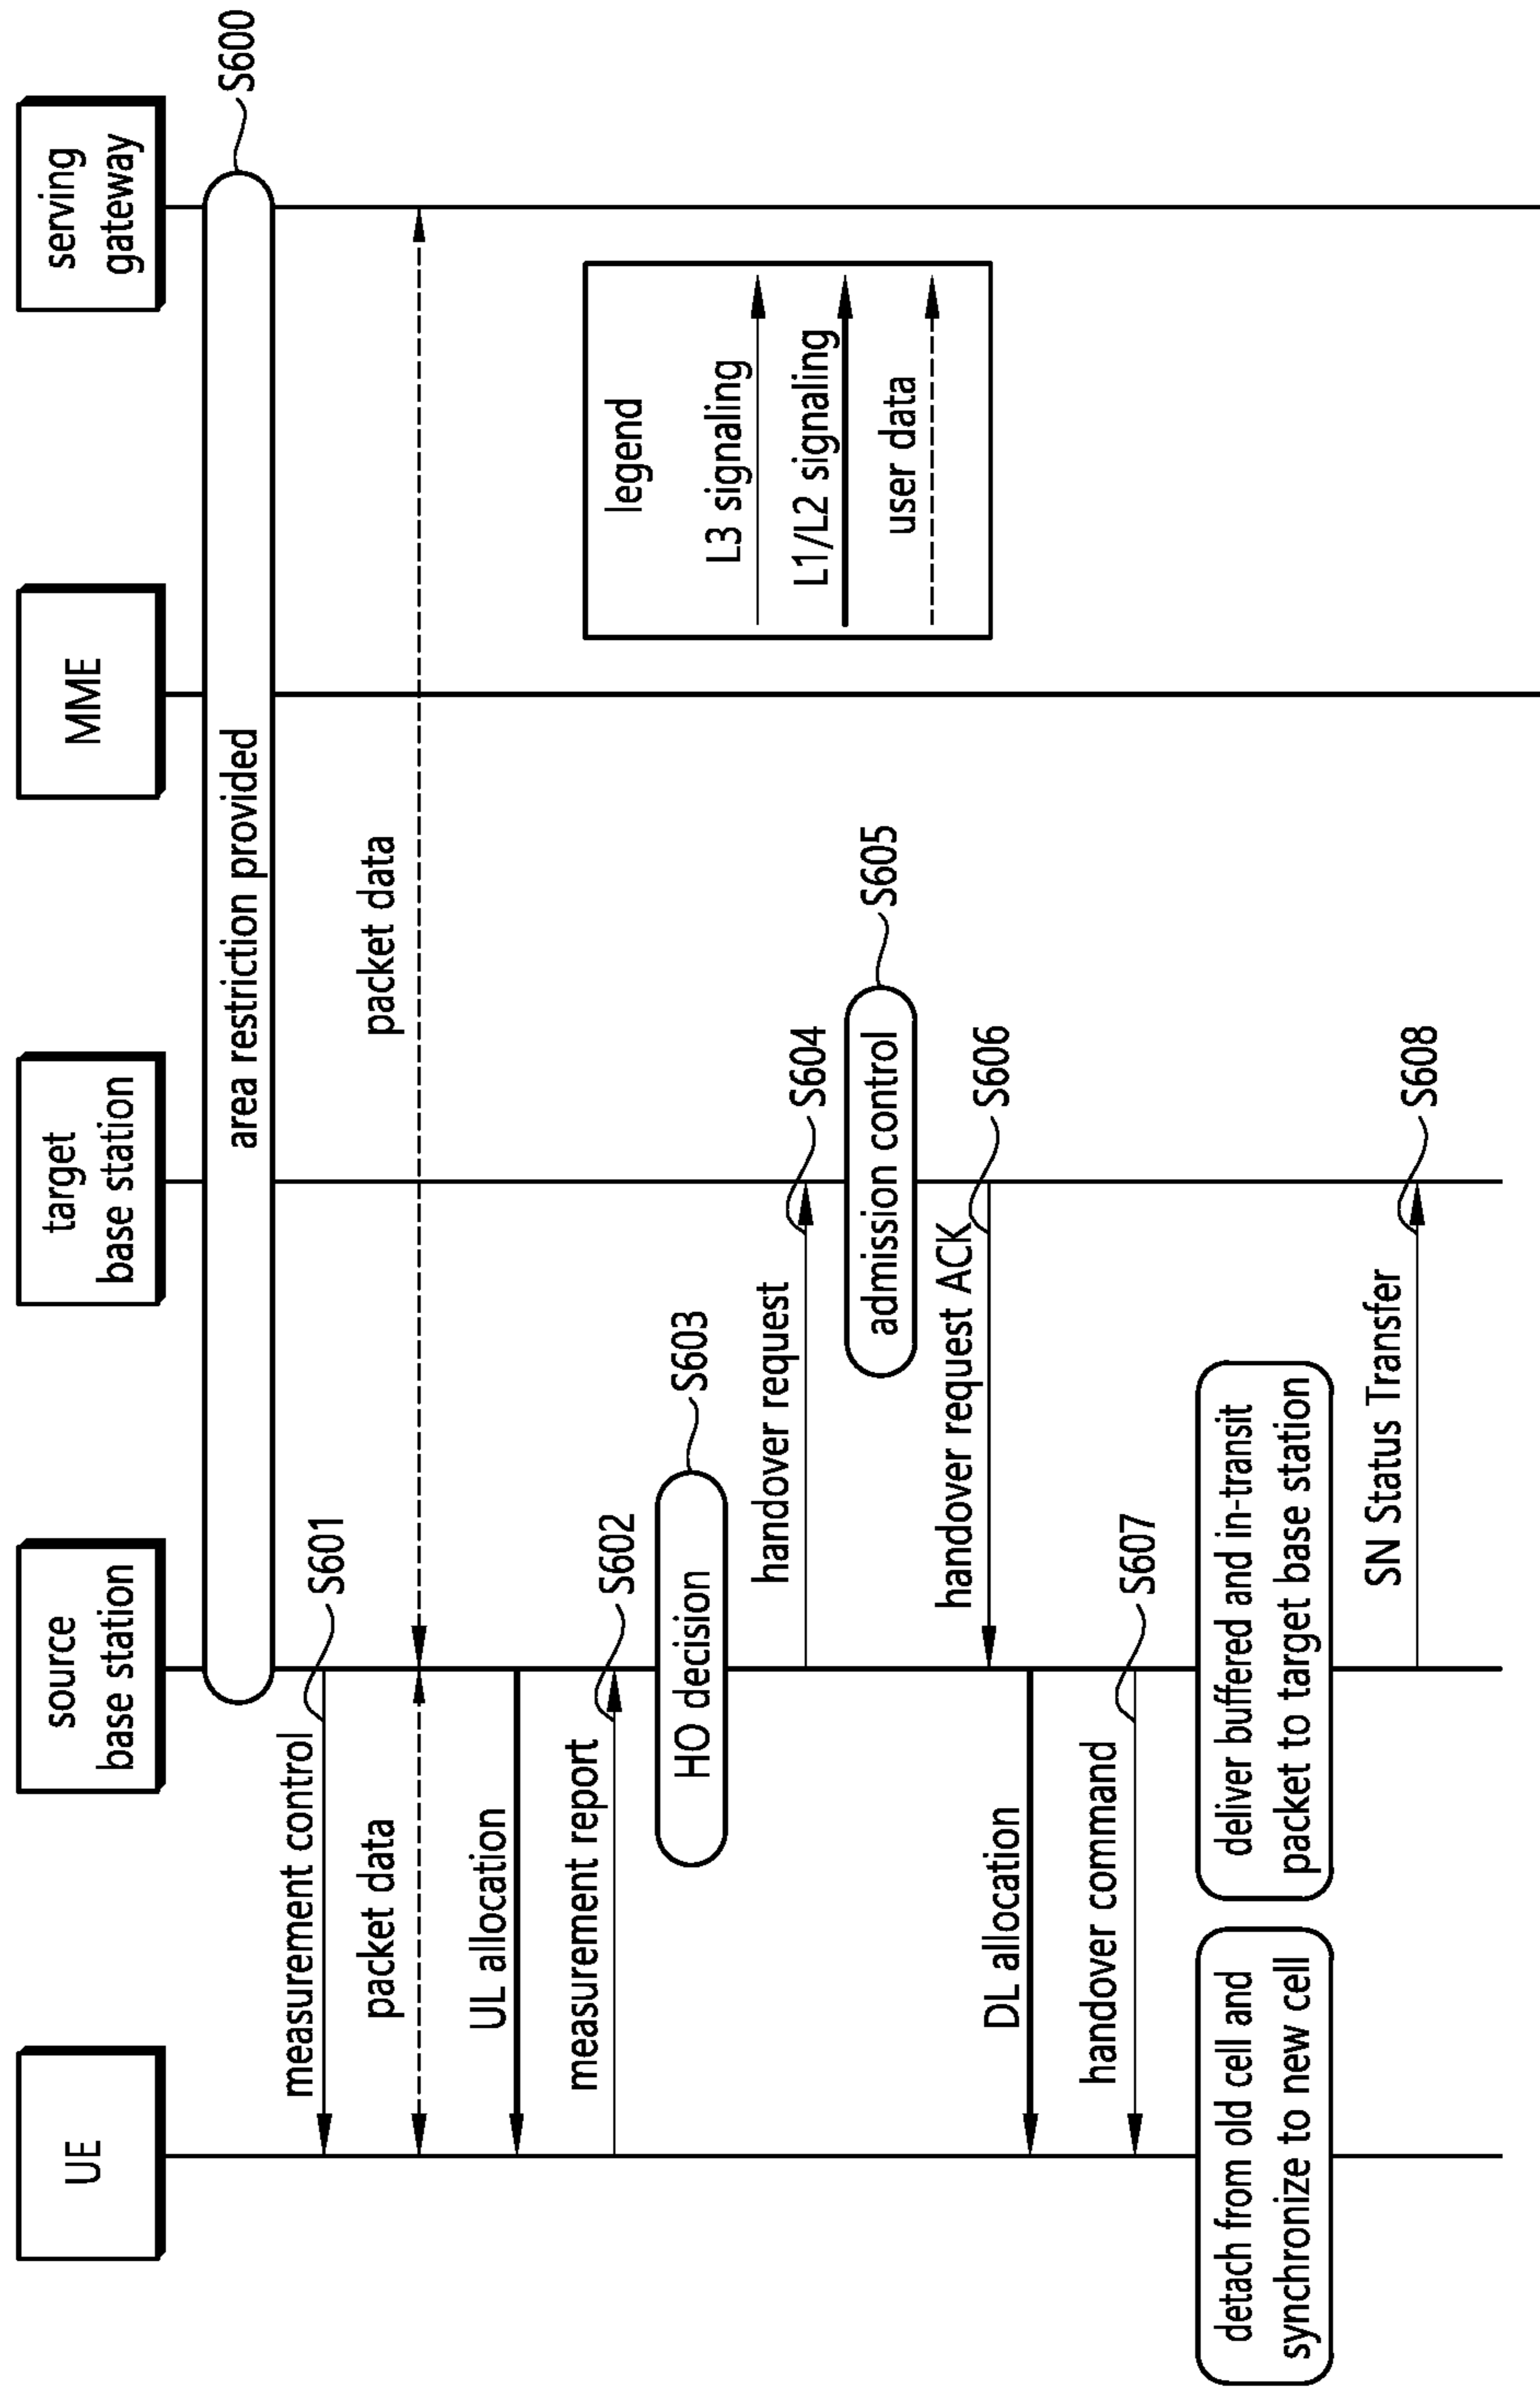 UE
source
base station
target
base station
MME
serving
gateway
area restriction provided
S600
measurement control
S601
packet data
packet data
UL allocation
measurement report
S602
HO decision
S603
legend
L3 signaling
L1/L2 signaling
user data
handover request
S604
admission control
S605
handover request ACK
S606
DL allocation
handover command
S607
detach from old cell and
synchronize to new cell
deliver buffered and in-transit
packet to target base station
SN Status Transfer
S608